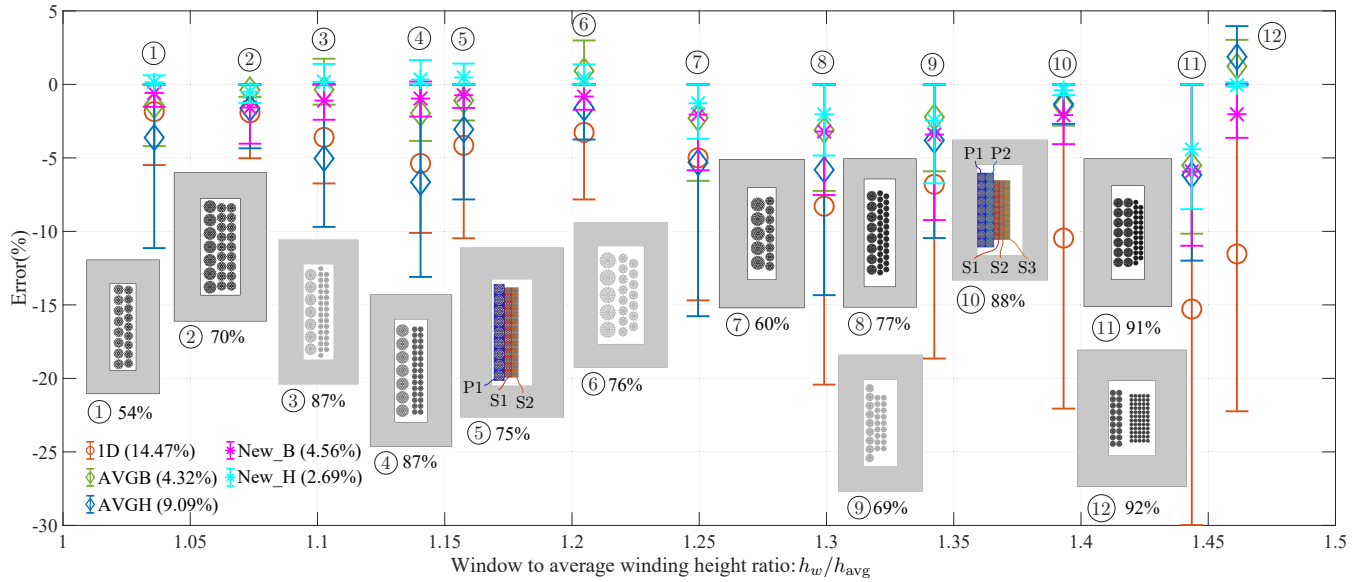 5
0
-5
-10
-15
-20
-25
-30
Error(%)
1
1.05
1.1
1.15
1.2
1.25
1.3
1.35
1.4
1.45
1.5
Window to average winding height ratio: h_w/h_avg
① ② ③ ④ ⑤ ⑥ ⑦ ⑧ ⑨ ⑩ ⑪ ⑫
① 54%
② 70%
③ 87%
④ 87%
P1
S1 S2
⑤ 75%
⑥ 76%
⑦ 60%
⑧ 77%
⑨ 69%
P1 P2
S1 S2 S3
⑩ 88%
⑪ 91%
⑫ 92%
1D (14.47%)
AVGB (4.32%)
AVGH (9.09%)
New_B (4.56%)
New_H (2.69%)